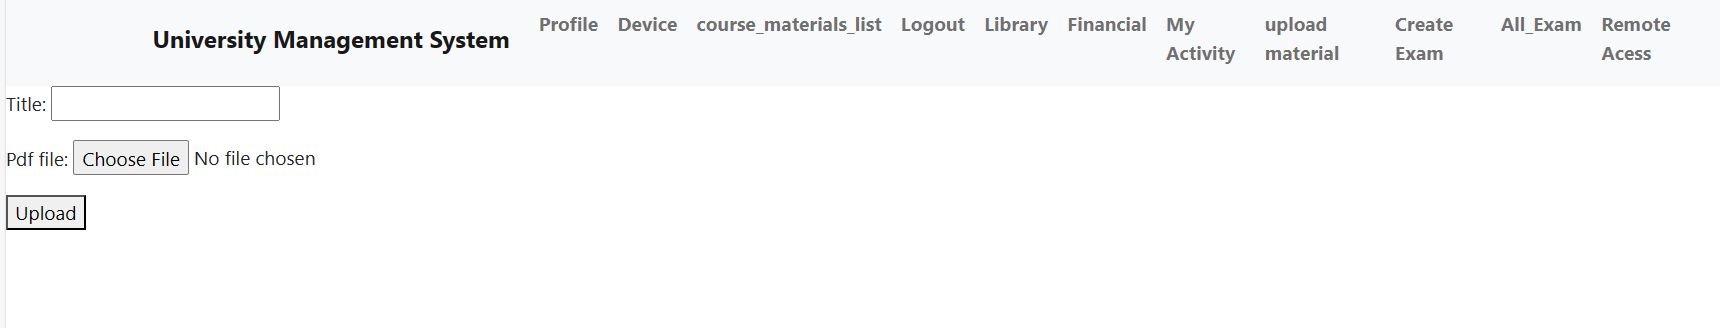 University Management System
Profile Device course_materials_list Logout Library Financial My Activity upload material Create Exam All_Exam Remote Acess
Title:
Pdf file: Choose File No file chosen
Upload